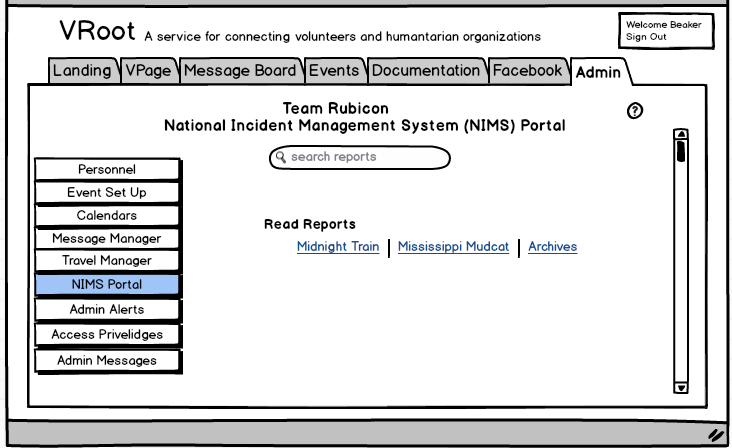 VRoot A service for connecting volunteers and humantarian organizations
Welcome Beaker
Sign Out
Landing VPage Message Board Events Documentation Facebook Admin
Team Rubicon
National Incident Management System (NIMS) Portal
?
search reports
Personnel
Event Set Up
Calendars
Message Manager
Travel Manager
NIMS Portal
Admin Alerts
Access Privelidges
Admin Messages
Read Reports
Midnight Train | Mississippi Mudcat | Archives